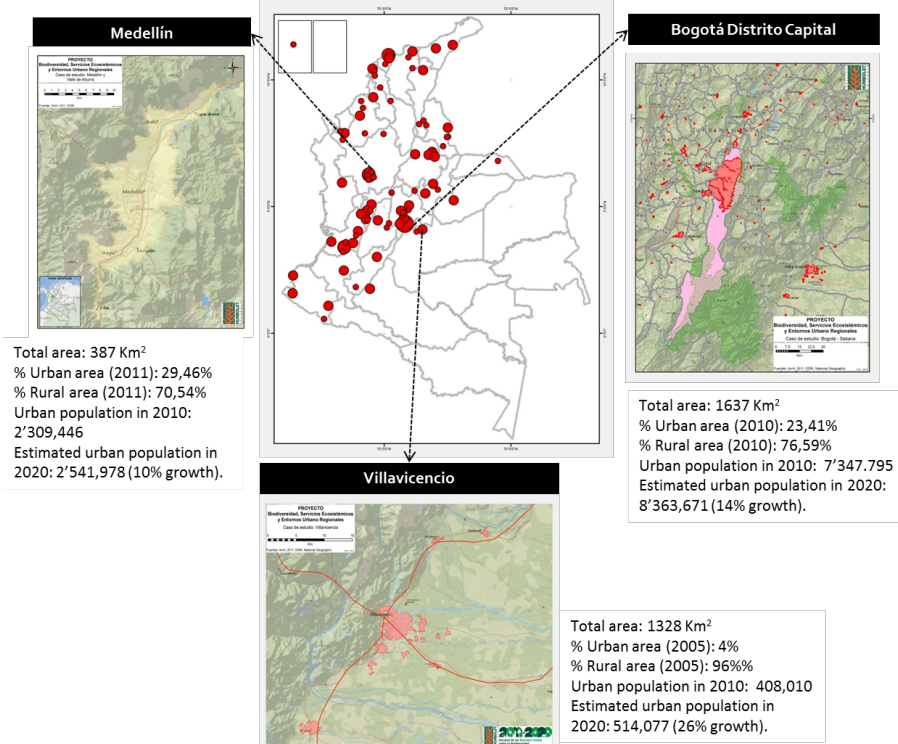 Medellín
PROYECTO
Biodiversidad, Servicios Ecosistémicos
y Entornos Urbano Regionales
Caso de estudio: Medellín y
Valle de Aburrá
Total area: 387 Km²
% Urban area (2011): 29,46%
% Rural area (2011): 70,54%
Urban population in 2010:
2’309,446
Estimated urban population in
2020: 2’541,978 (10% growth).
Bogotá Distrito Capital
PROYECTO
Biodiversidad, Servicios Ecosistémicos
y Entornos Urbano Regionales
Caso de estudio: Bogotá - Sabana
Total area: 1637 Km²
% Urban area (2010): 23,41%
% Rural area (2010): 76,59%
Urban population in 2010: 7’347.795
Estimated urban population in 2020:
8’363,671 (14% growth).
Villavicencio
PROYECTO
Biodiversidad, Servicios Ecosistémicos
y Entornos Urbano Regionales
Caso de estudio: Villavicencio
Total area: 1328 Km²
% Urban area (2005): 4%
% Rural area (2005): 96%%
Urban population in 2010: 408,010
Estimated urban population in
2020: 514,077 (26% growth).